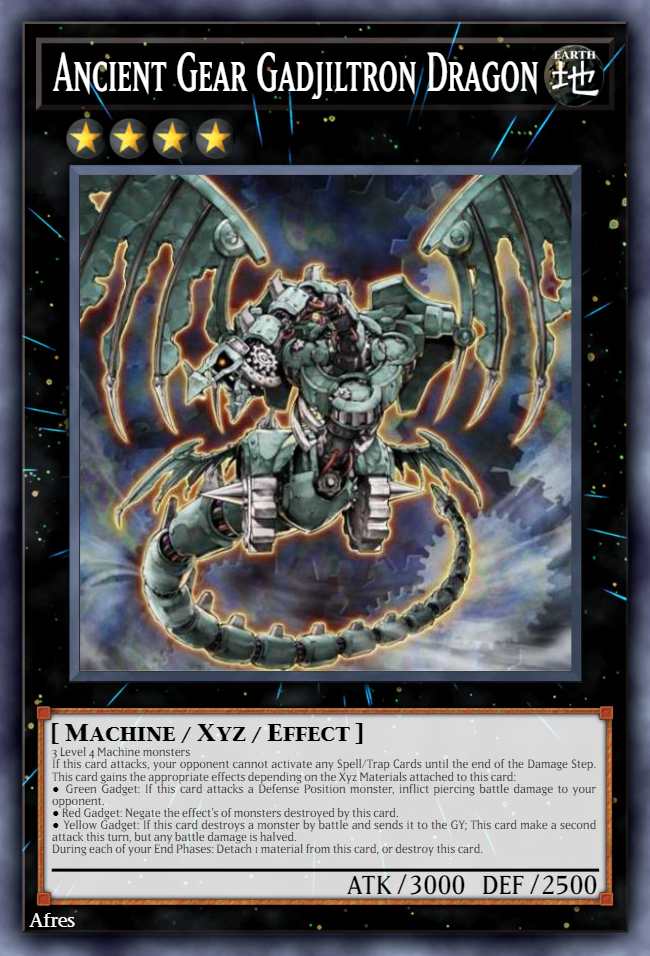 Ancient Gear Gadjiltron Dragon
EARTH
地
[ Machine / Xyz / Effect ]
3 Level 4 Machine monsters
If this card attacks, your opponent cannot activate any Spell/Trap Cards until the end of the Damage Step.
This card gains the appropriate effects depending on the Xyz Materials attached to this card:
● Green Gadget: If this card attacks a Defense Position monster, inflict piercing battle damage to your
opponent.
● Red Gadget: Negate the effect's of monsters destroyed by this card.
● Yellow Gadget: If this card destroys a monster by battle and sends it to the GY; This card make a second
attack this turn, but any battle damage is halved.
During each of your End Phases: Detach 1 material from this card, or destroy this card.
ATK/3000 DEF/2500
Afres